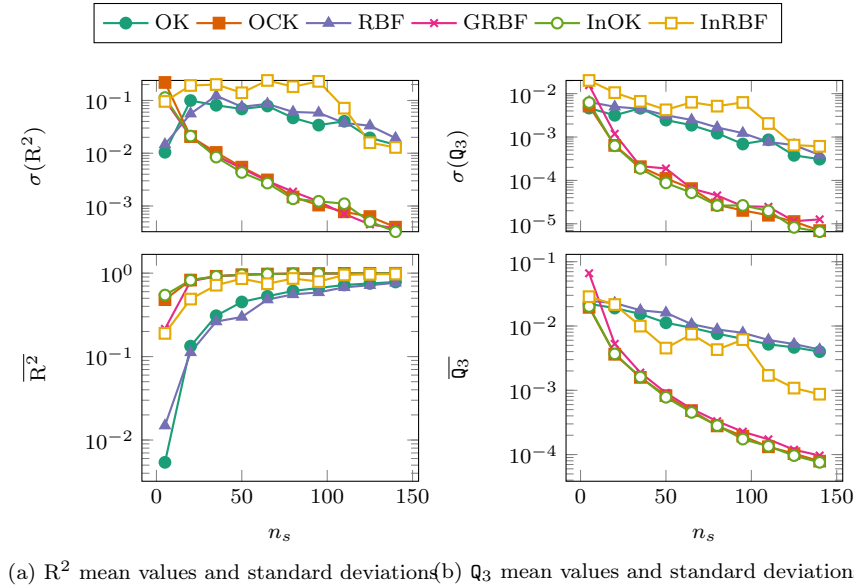 OK OCK RBF GRBF InOK InRBF
10⁻¹
10⁻²
10⁻³
σ(R²)
10⁻²
10⁻³
10⁻⁴
10⁻⁵
σ(Q₃)
10⁰
10⁻¹
10⁻²
R̅²
0 50 100 150
nₛ
10⁻¹
10⁻²
10⁻³
10⁻⁴
Q̅₃
0 50 100 150
nₛ
(a) R² mean values and standard deviations
(b) Q₃ mean values and standard deviation